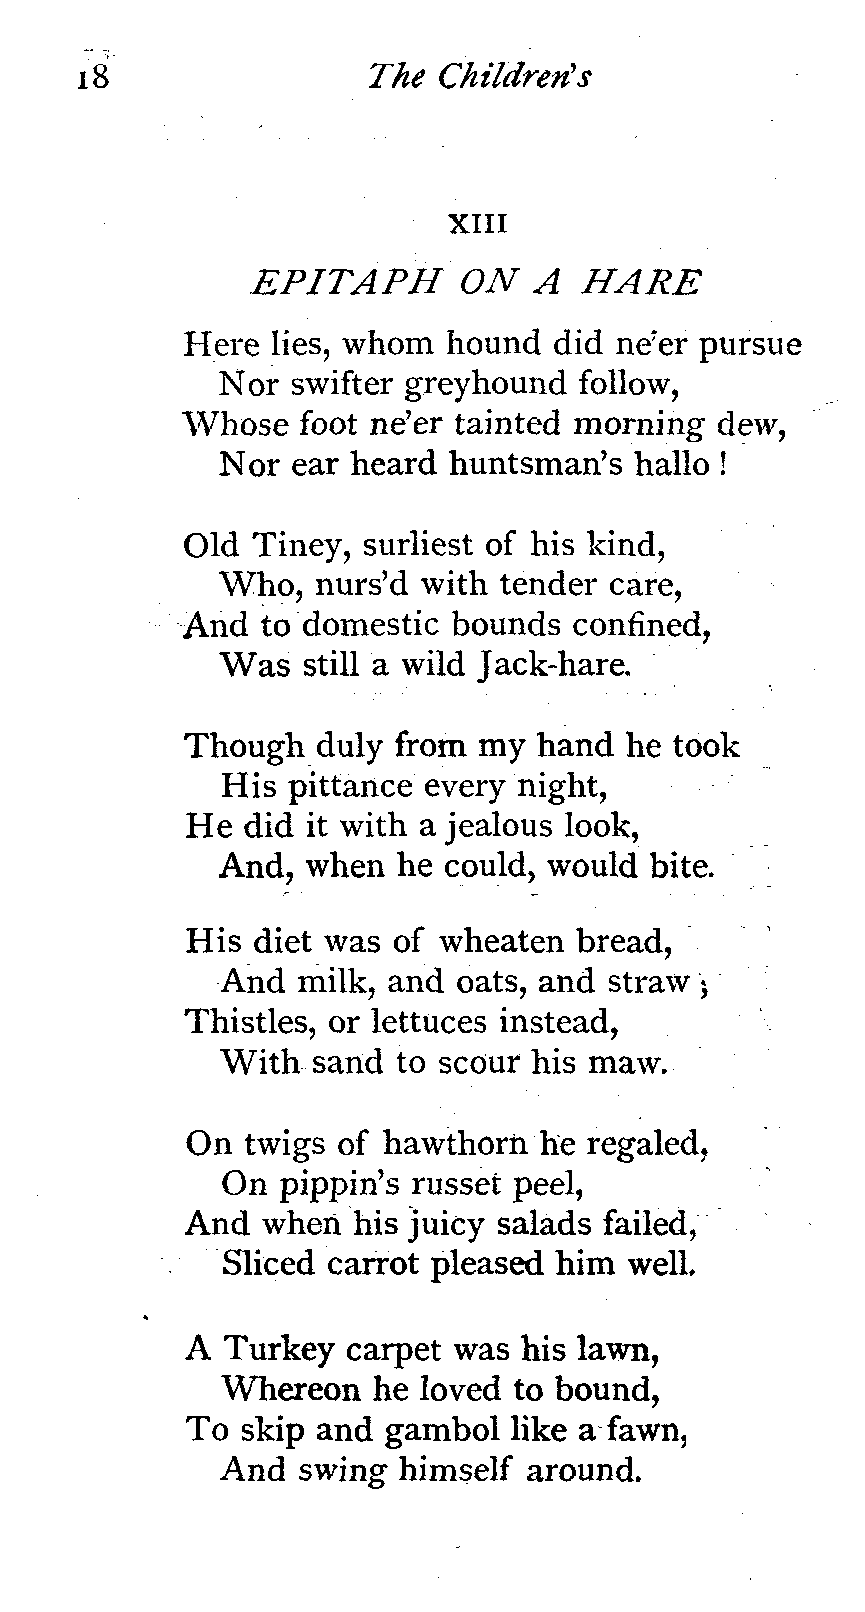 18 The Children's
XIII
EPITAPH ON A HARE
Here lies, whom hound did ne'er pursue
Nor swifter greyhound follow,
Whose foot ne'er tainted morning dew,
Nor ear heard huntsman's hallo !
Old Tiney, surliest of his kind,
Who, nurs'd with tender care,
And to domestic bounds confined,
Was still a wild Jack-hare.
Though duly from my hand he took
His pittance every night,
He did it with a jealous look,
And, when he could, would bite.
His diet was of wheaten bread,
And milk, and oats, and straw ;
Thistles, or lettuces instead,
With sand to scour his maw.
On twigs of hawthorn he regaled,
On pippin's russet peel,
And when his juicy salads failed,
Sliced carrot pleased him well.
A Turkey carpet was his lawn,
Whereon he loved to bound,
To skip and gambol like a fawn,
And swing himself around.